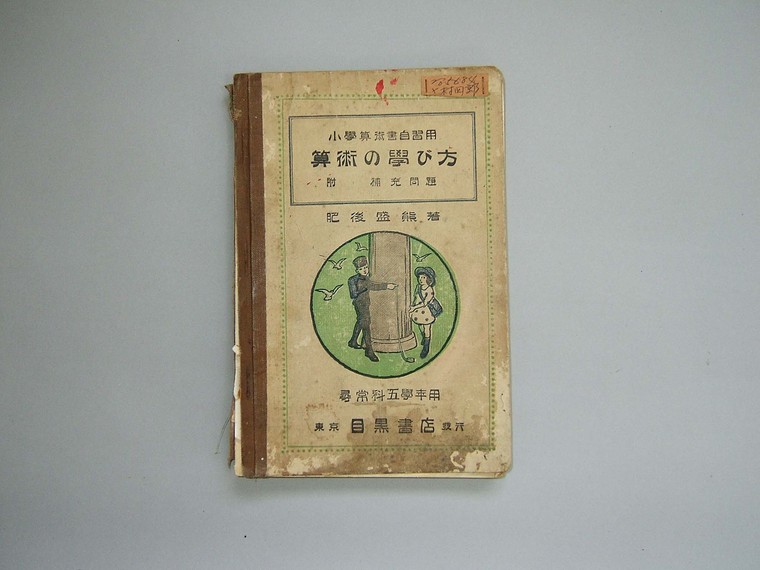 小學算術書自習用
算術の學び方
附 補充問題
肥後盛熊著
尋常科五學年用
東京 目黒書店 發行